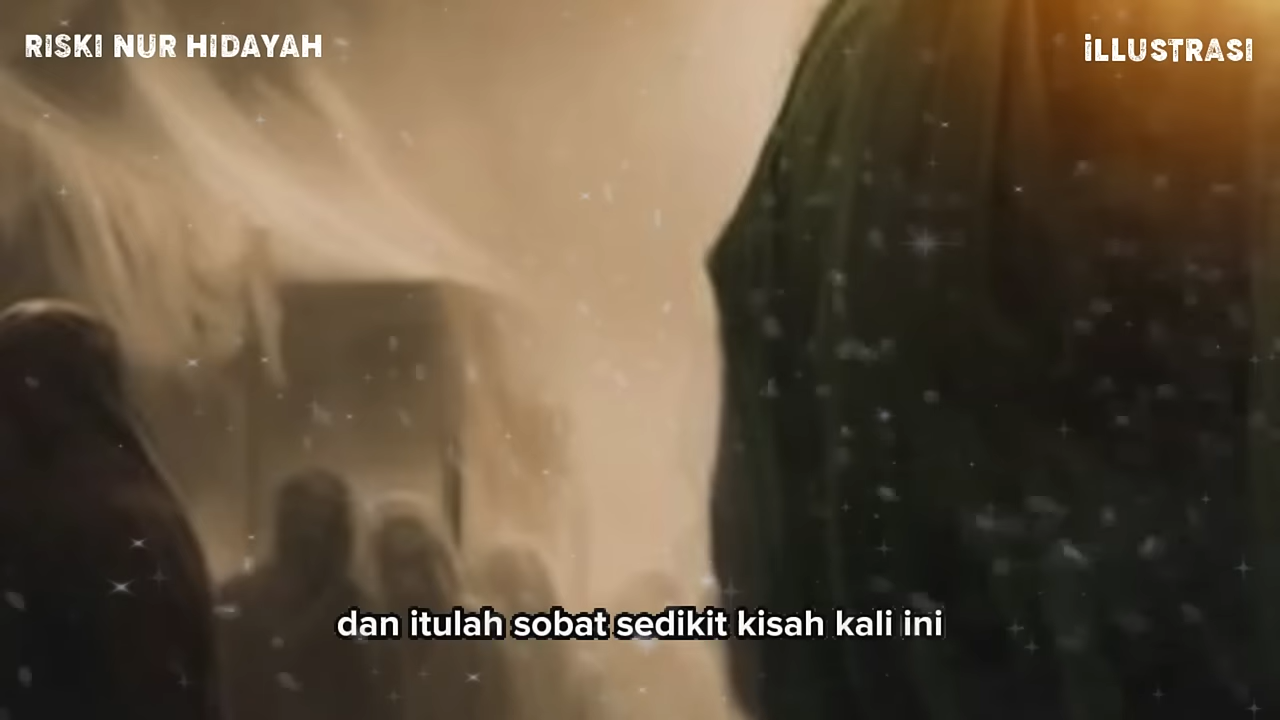 RISKI NUR HIDAYAH
İLLUSTRASI
dan itulah sobat sedikit kisah kali ini